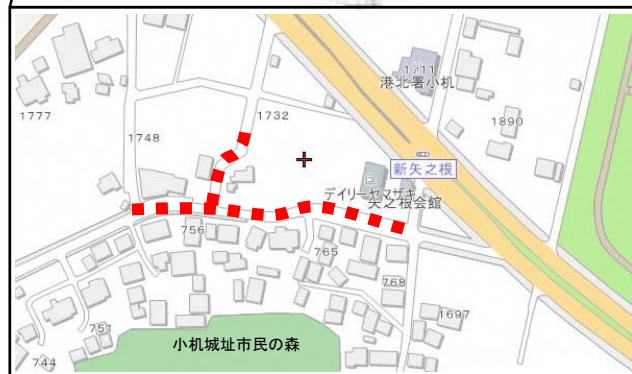 1711
港北署小机
1777
1732
1748
1890
新矢之根
デイリーヤマザキ
矢之根会館
756
765
768
1697
751
744
小机城址市民の森